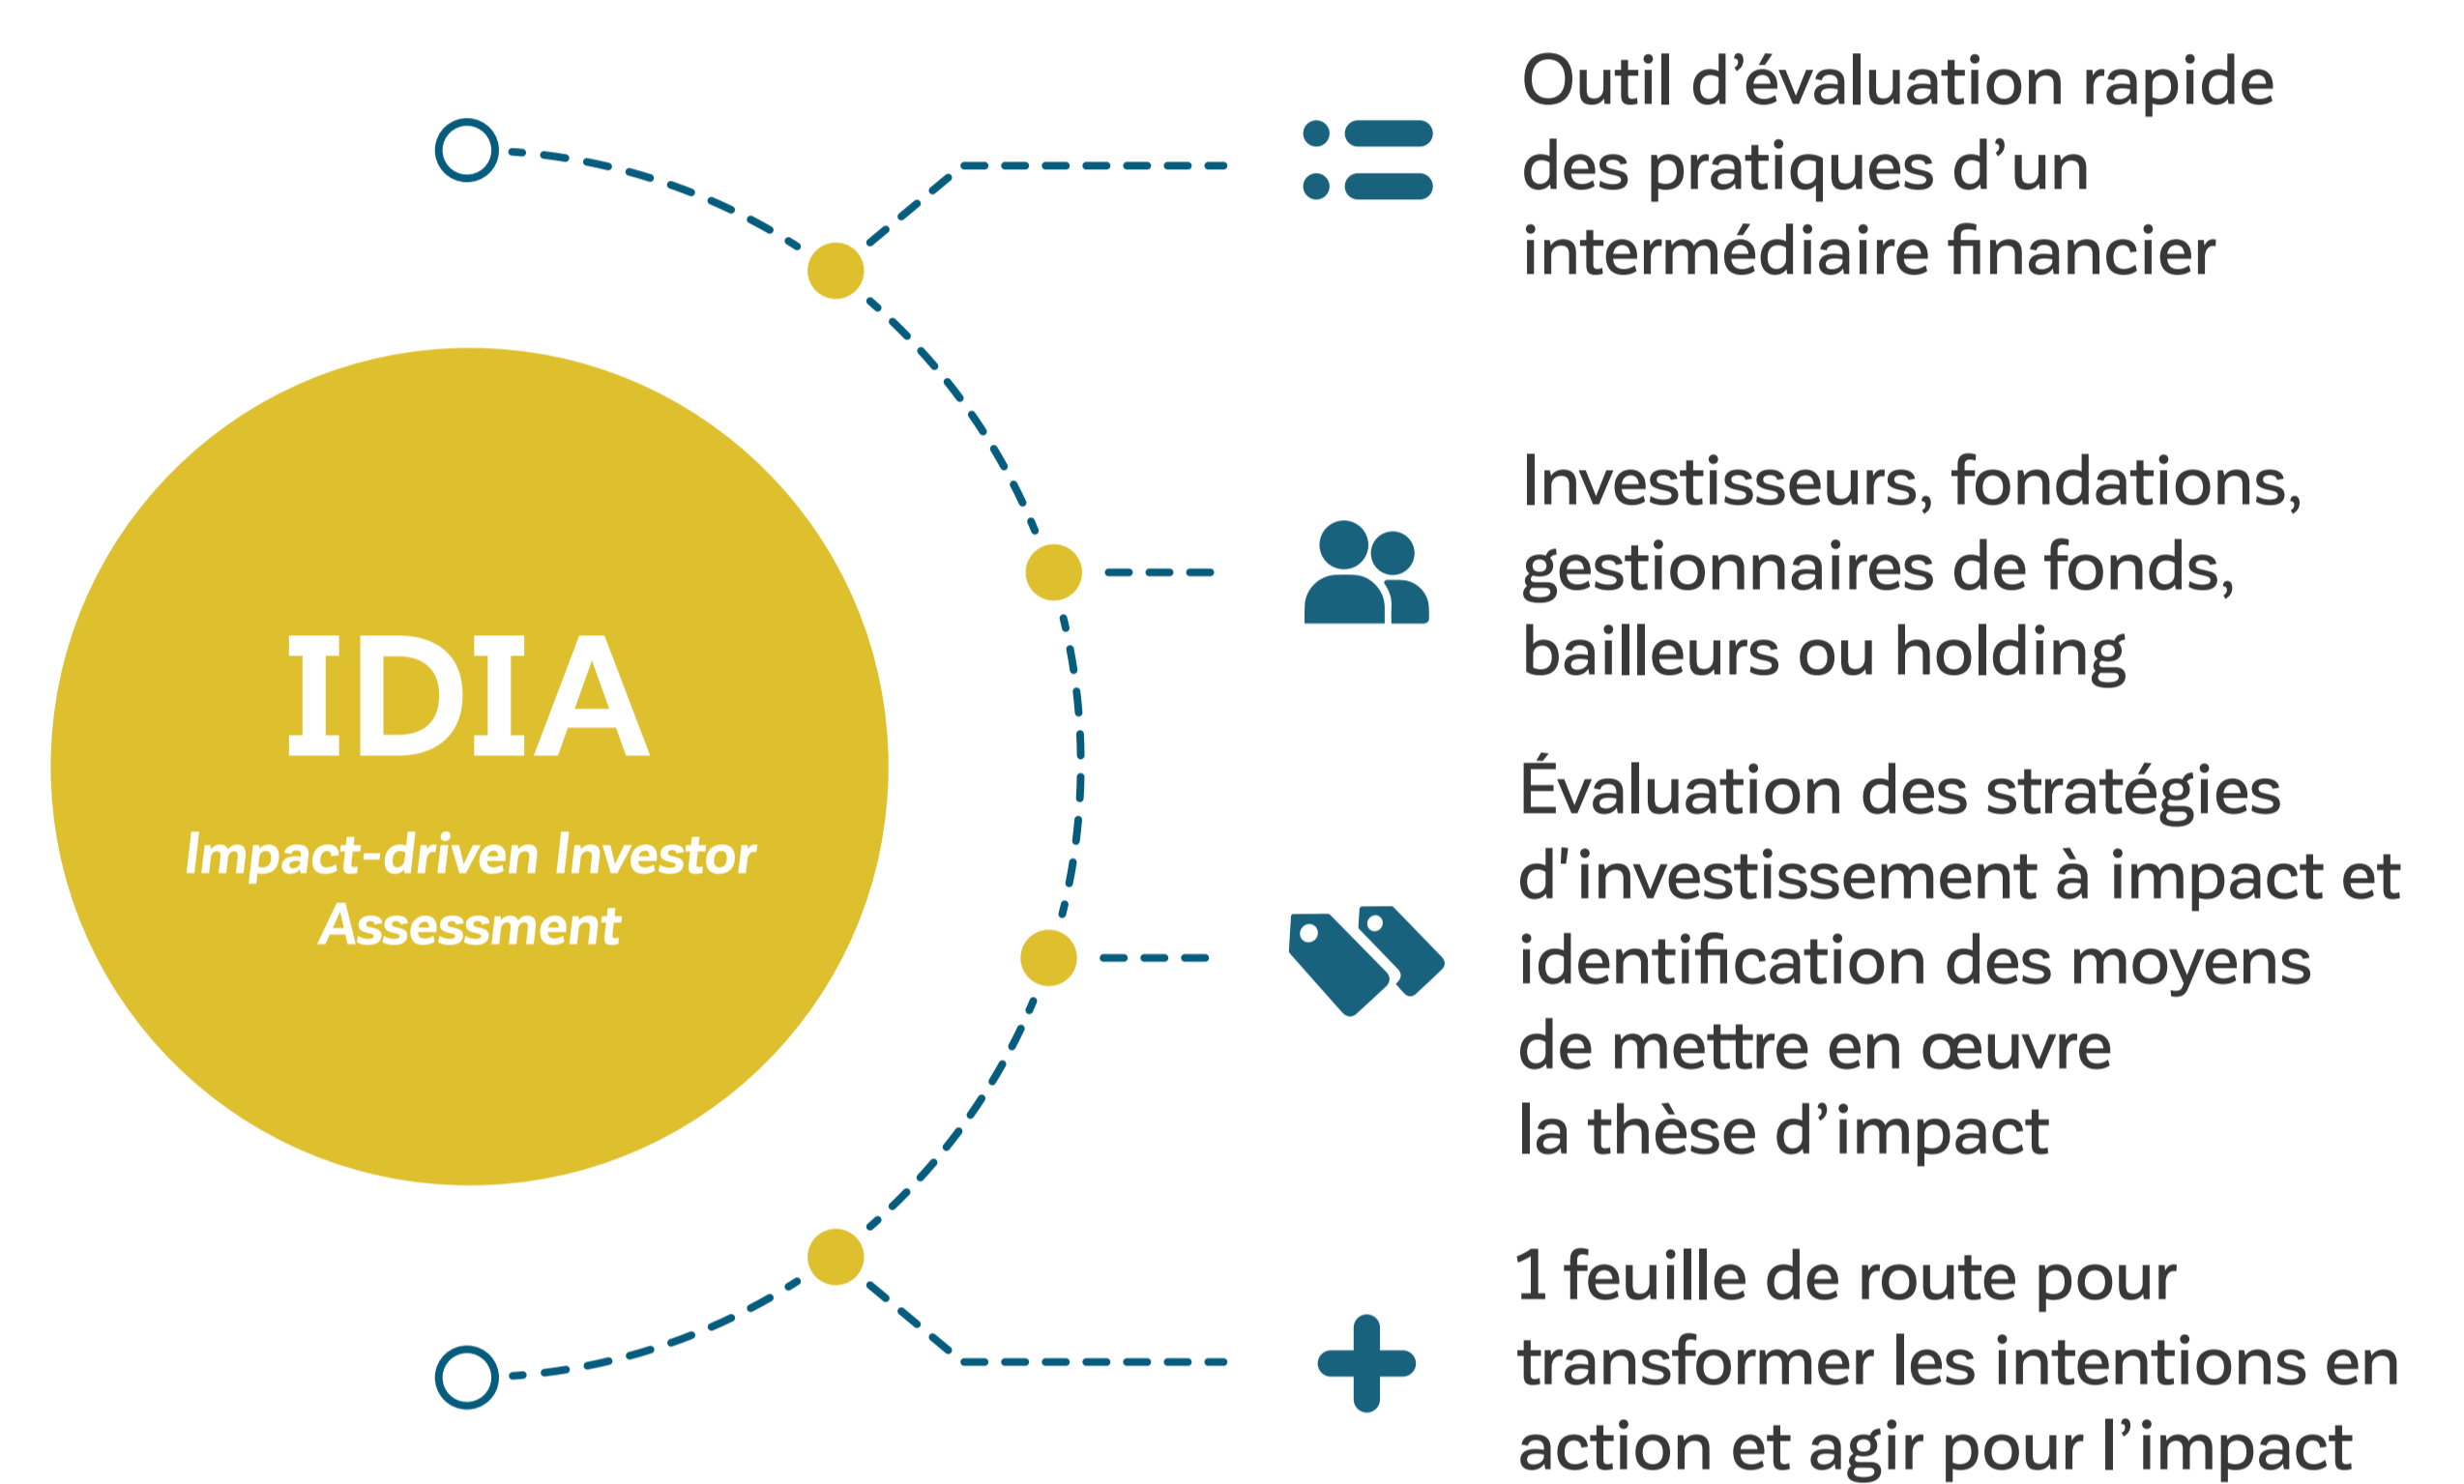 IDIA
Impact-driven Investor
Assessment
Outil d’évaluation rapide
des pratiques d’un
intermédiaire financier
Investisseurs, fondations,
gestionnaires de fonds,
bailleurs ou holding
Évaluation des stratégies
d'investissement à impact et
identification des moyens
de mettre en œuvre
la thèse d’impact
1 feuille de route pour
transformer les intentions en
action et agir pour l’impact